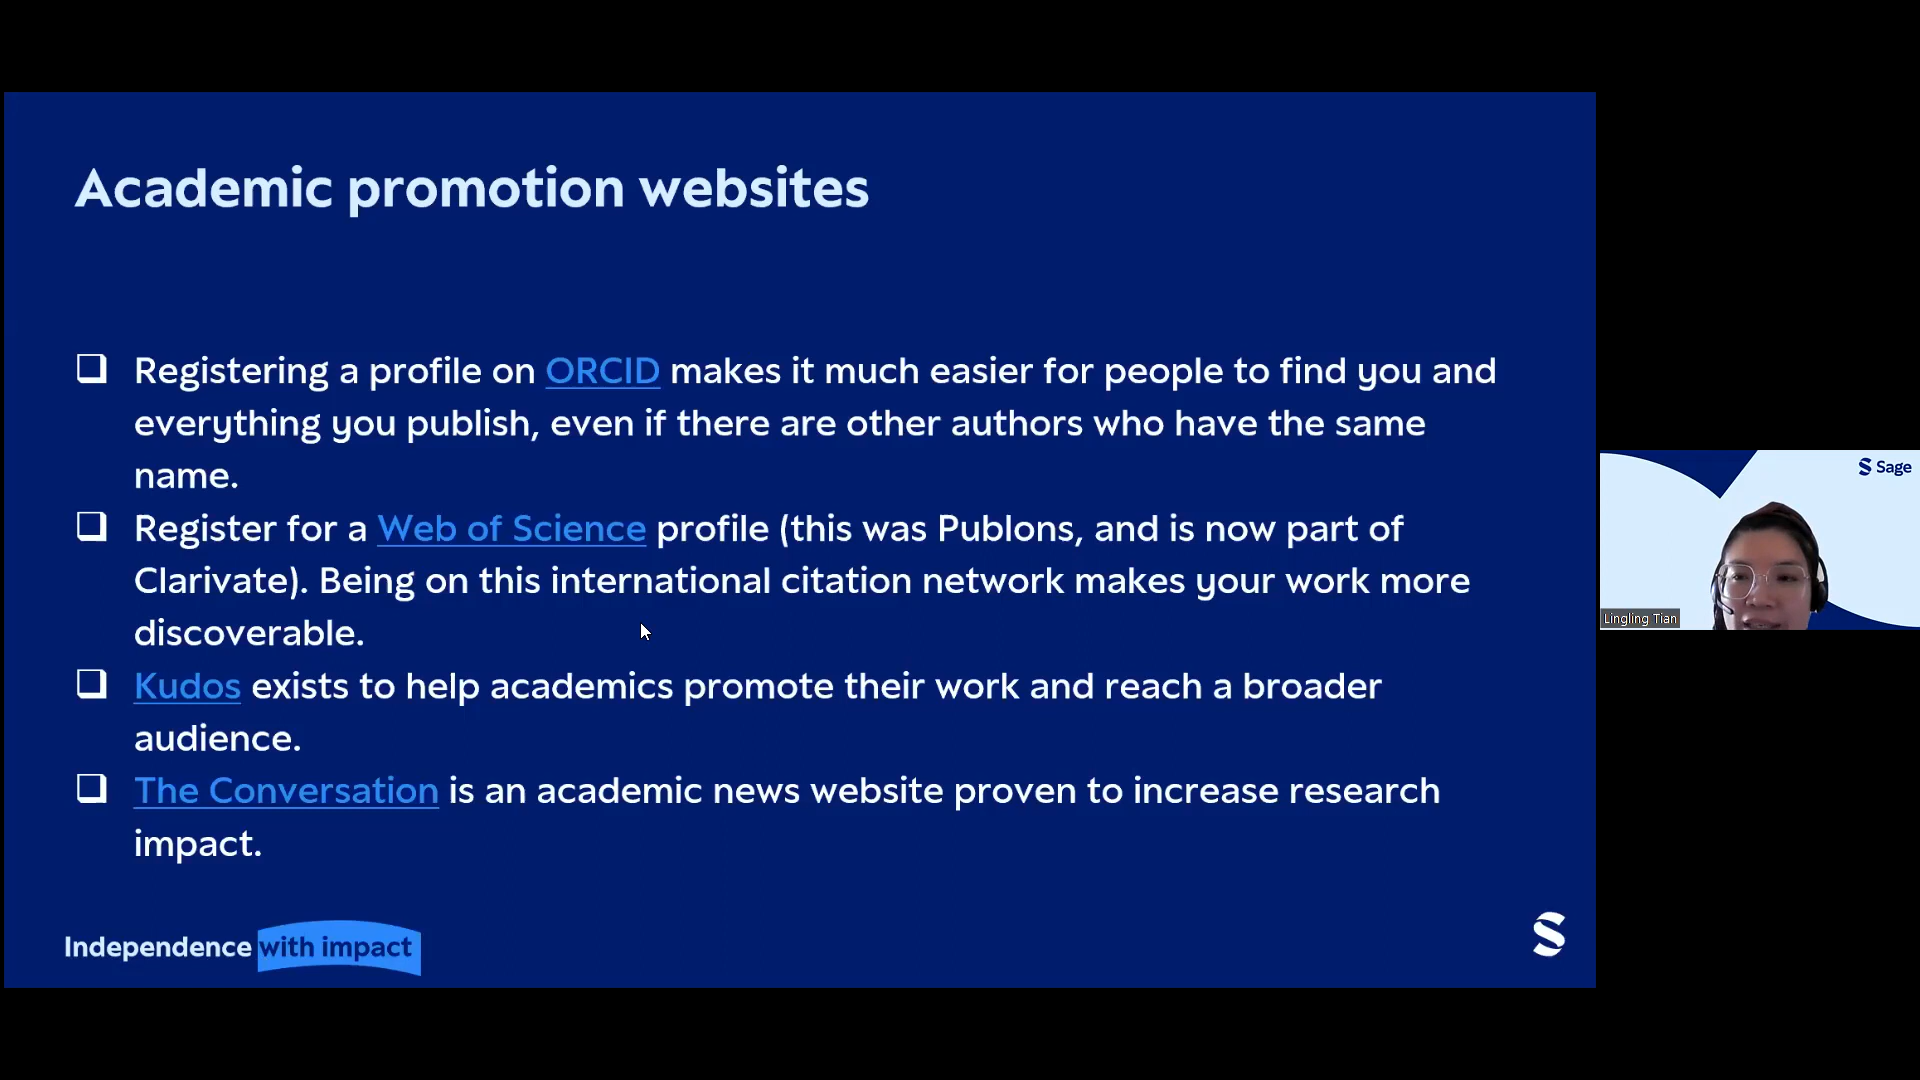 Academic promotion websites
Registering a profile on ORCID makes it much easier for people to find you and
everything you publish, even if there are other authors who have the same
name.
Register for a Web of Science profile (this was Publons, and is now part of
Clarivate). Being on this international citation network makes your work more
discoverable.
Kudos exists to help academics promote their work and reach a broader
audience.
The Conversation is an academic news website proven to increase research
impact.
Independence with impact
Sage
Lingling Tian